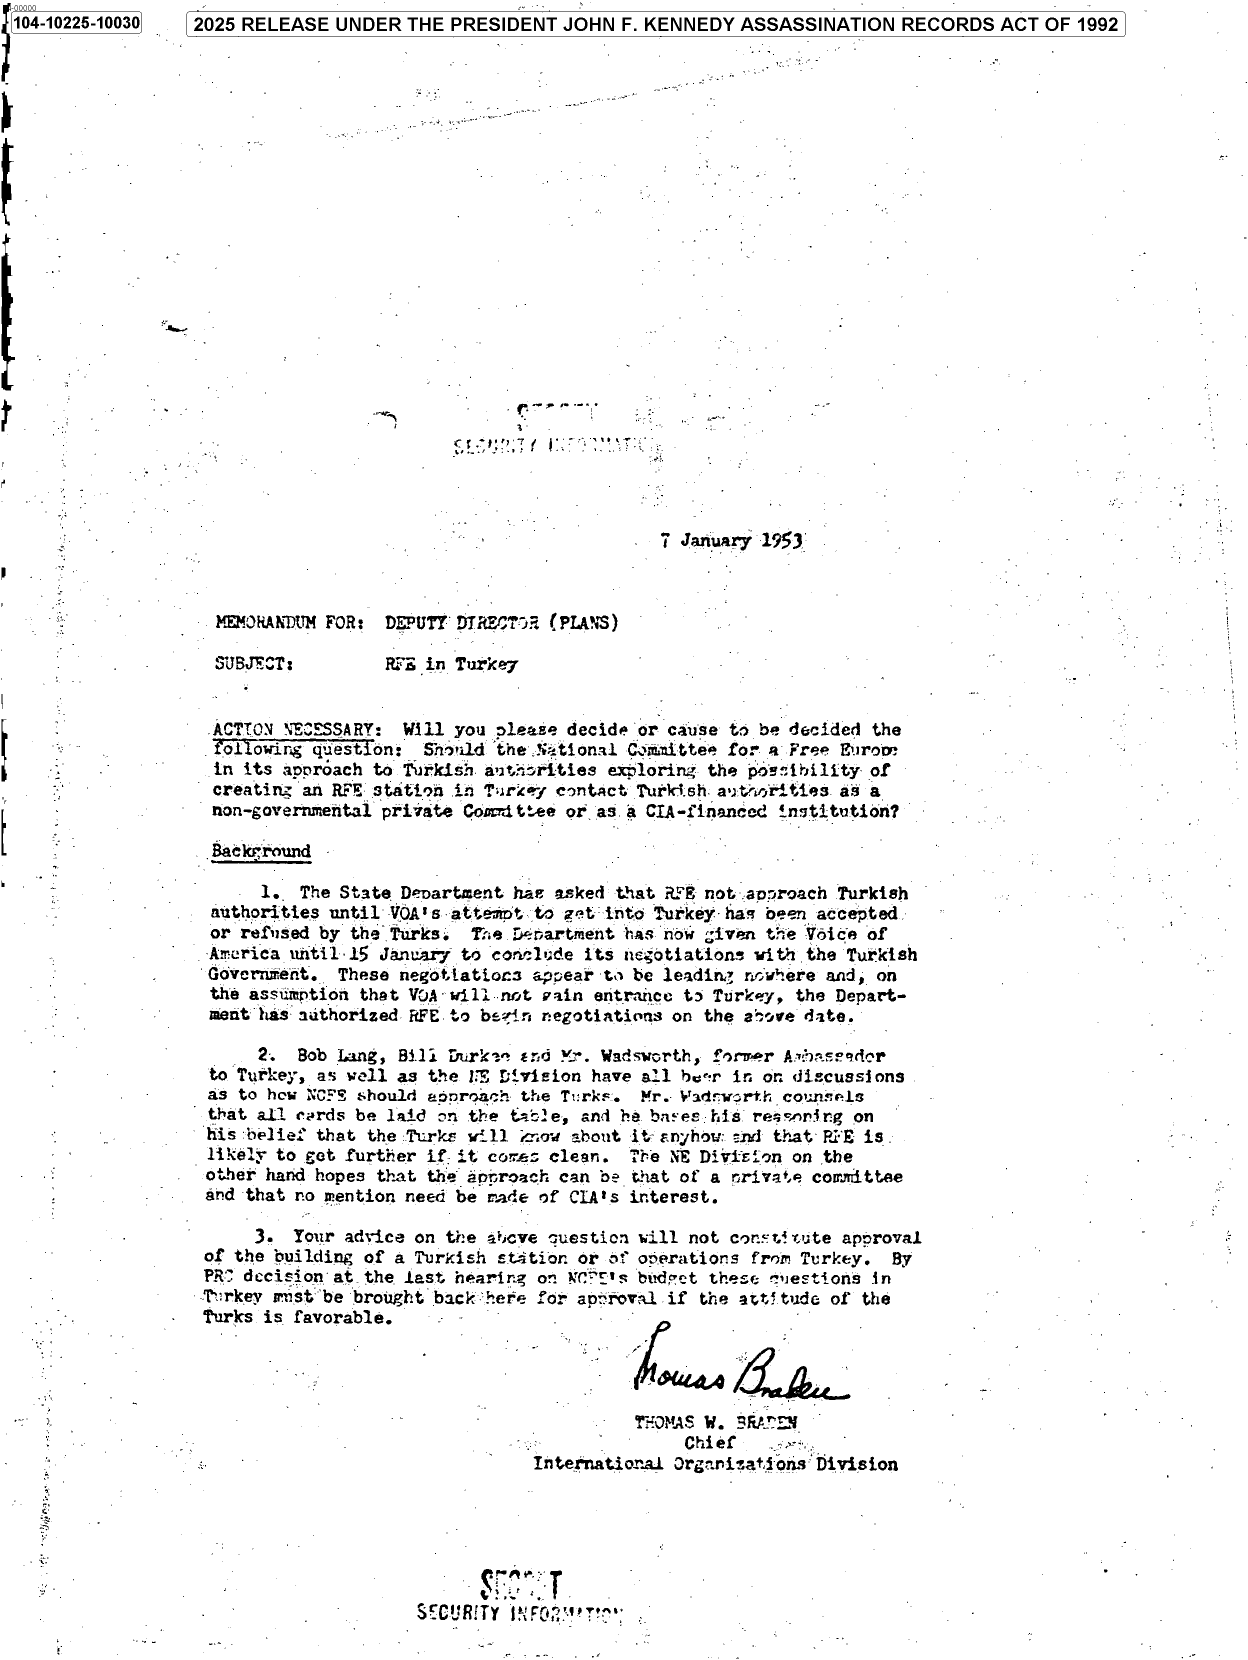 -00000
104-10225-10030
2025 RELEASE UNDER THE PRESIDENT JOHN F. KENNEDY ASSASSINATION RECORDS ACT OF 1992
SECURITY INFORMATION
7 January 1953
MEMORANDUM FOR: DEPUTY DIRECTOR (PLANS)
SUBJECT: RFE in Turkey
ACTION NECESSARY: Will you please decide or cause to be decided the
following question: Should the National Committee for a Free Europe
in its approach to Turkish authorities exploring the possibility of
creating an RFE station in Turkey contact Turkish authorities as a
non-governmental private Committee or as a CIA-financed institution?
Background
1. The State Department has asked that RFE not approach Turkish
authorities until VOA's attempt to get into Turkey has been accepted
or refused by the Turks. The Department has now given the Voice of
America until 15 January to conclude its negotiations with the Turkish
Government. These negotiations appear to be leading nowhere and, on
the assumption that VOA will not gain entrance to Turkey, the Depart-
ment has authorized RFE to begin negotiations on the above date.
2. Bob Lang, Bill Durkee and Mr. Wadsworth, former Ambassador
to Turkey, as well as the NE Division have all been in on discussions
as to how NCFE should approach the Turks. Mr. Wadsworth counsels
that all cards be laid on the table, and he bases his reasoning on
his belief that the Turks will know about it anyhow and that RFE is
likely to get further if it comes clean. The NE Division on the
other hand hopes that the approach can be that of a private committee
and that no mention need be made of CIA's interest.
3. Your advice on the above question will not constitute approval
of the building of a Turkish station or of operations from Turkey. By
PRC decision at the last hearing on NCFE's budget these questions in
Turkey must be brought back here for approval if the attitude of the
Turks is favorable.
Thomas Braden
THOMAS W. BRADEN
Chief
International Organizations Division
SECRET
SECURITY INFORMATION